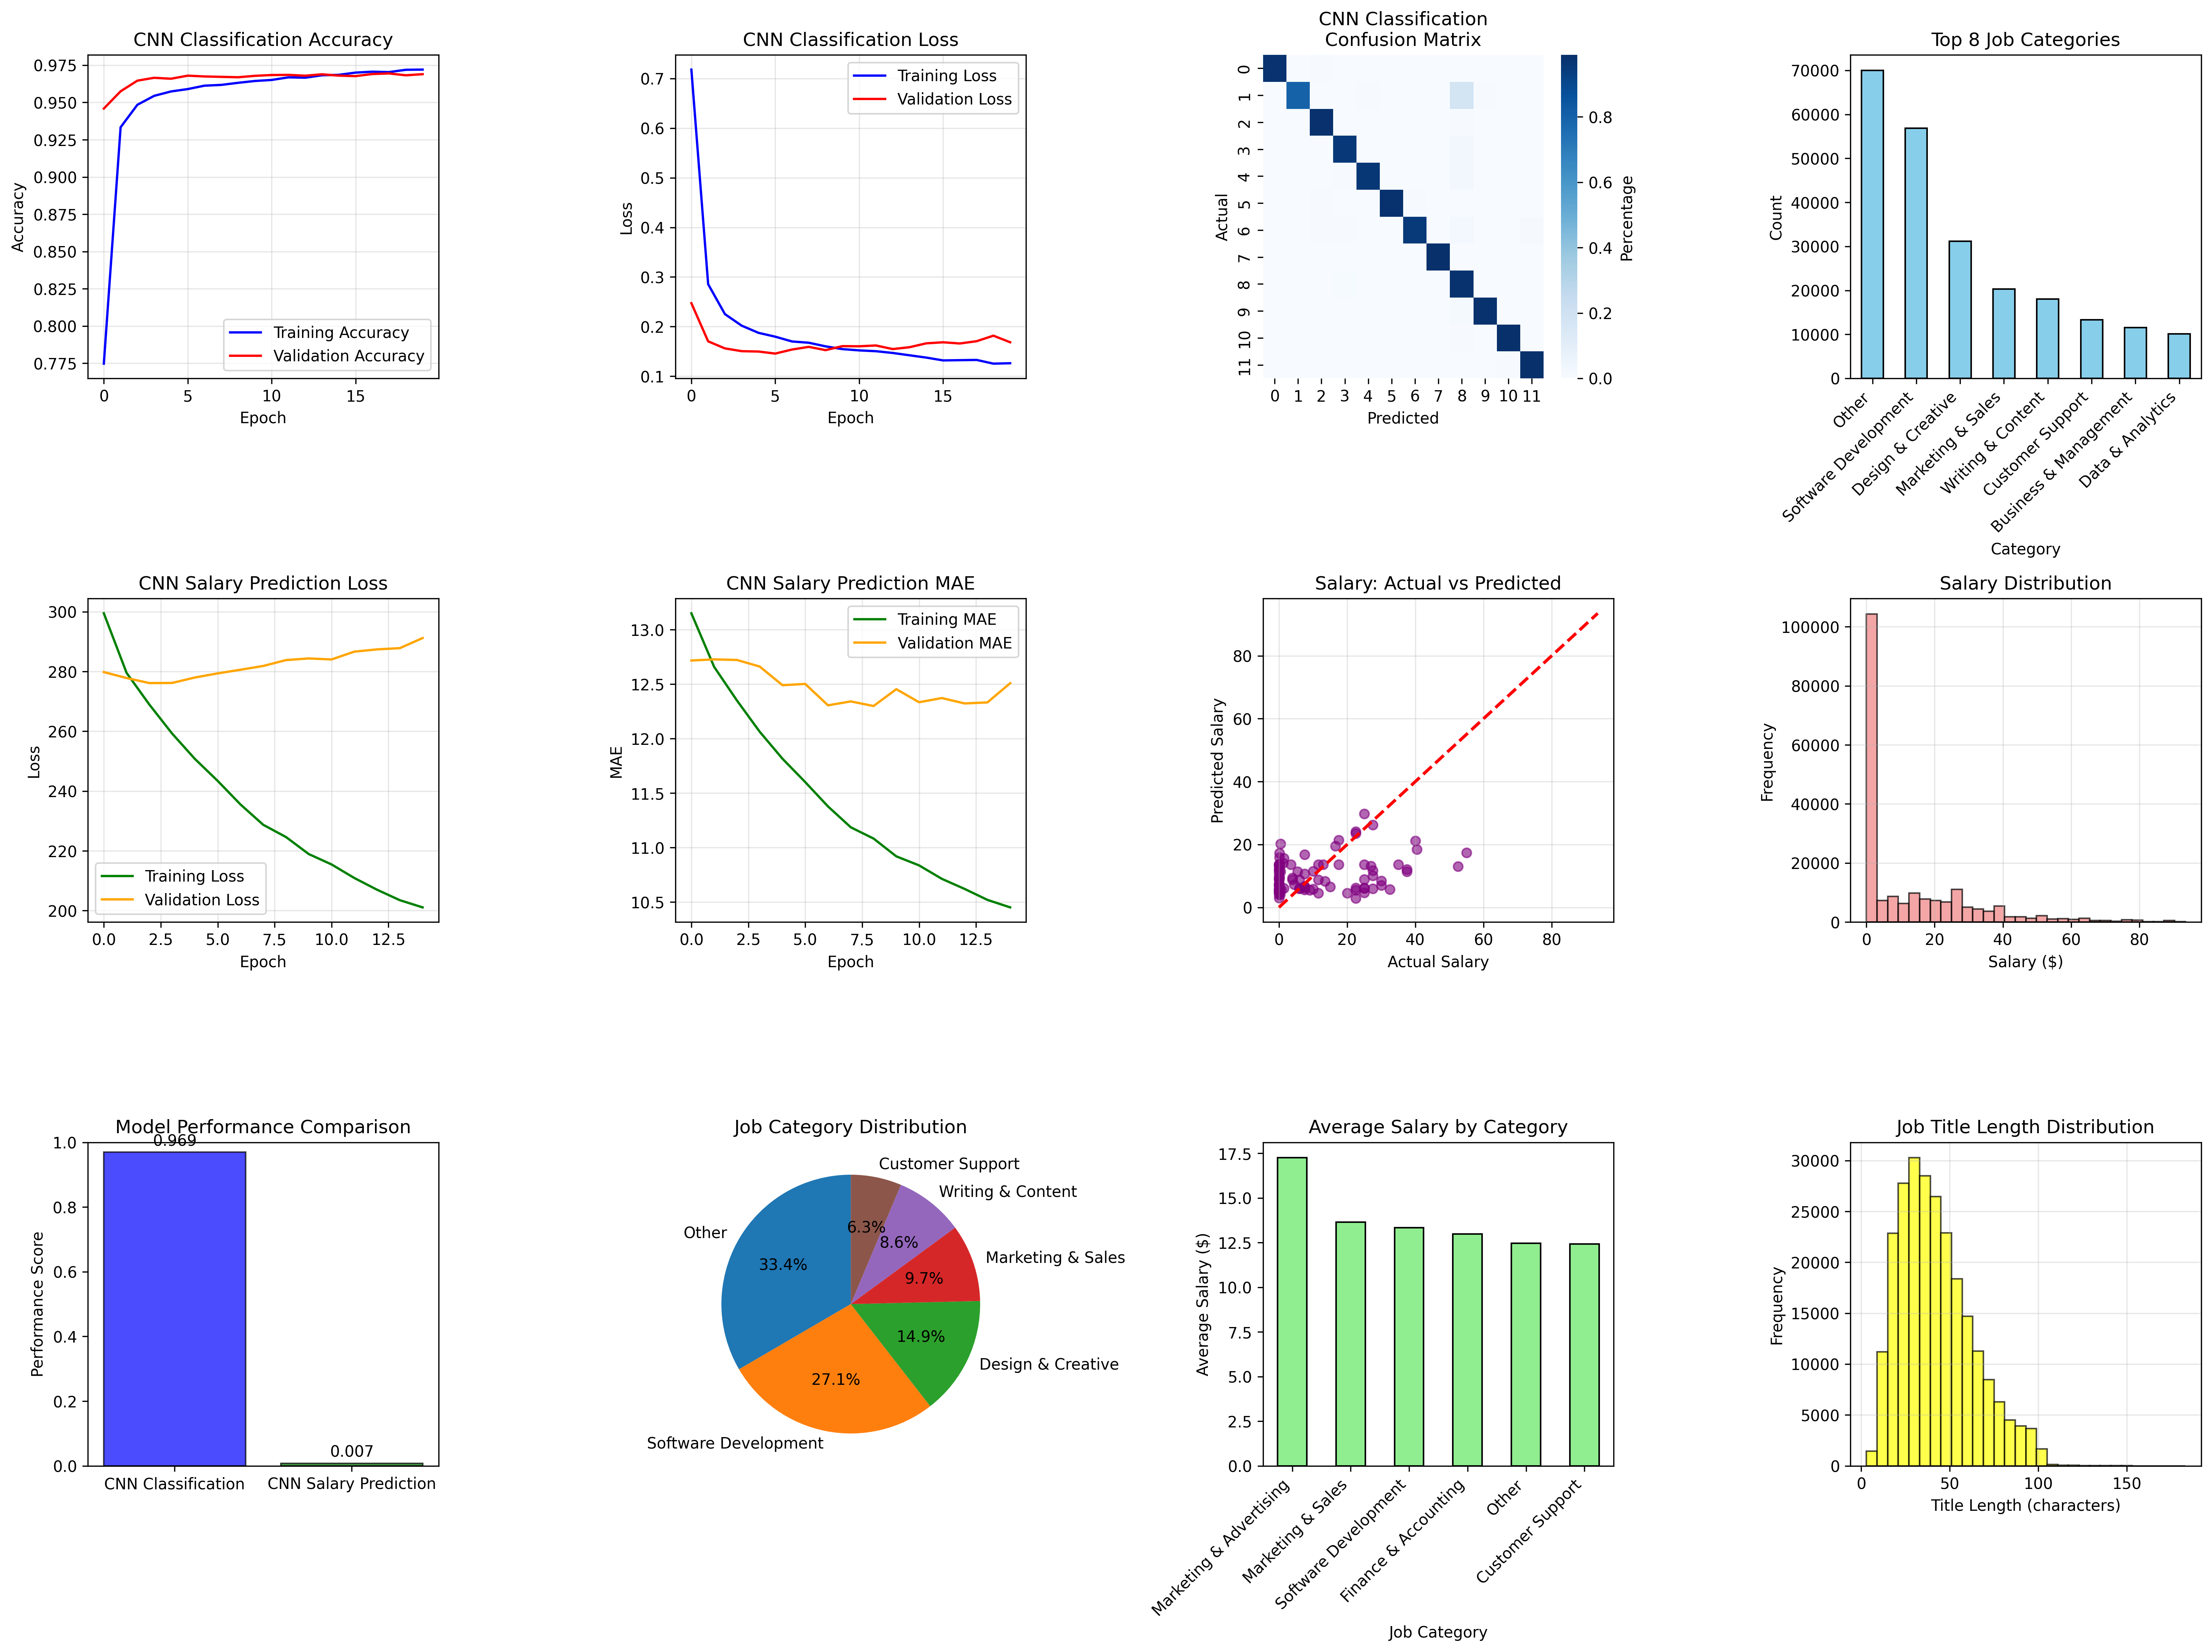 CNN Classification Accuracy
Accuracy
0.975
0.950
0.925
0.900
0.875
0.850
0.825
0.800
0.775
Training Accuracy
Validation Accuracy
0 5 10 15
Epoch
CNN Classification Loss
Loss
0.7
0.6
0.5
0.4
0.3
0.2
0.1
Training Loss
Validation Loss
0 5 10 15
Epoch
CNN Classification
Confusion Matrix
Actual
0
1
2
3
4
5
6
7
8
9
10
11
0 1 2 3 4 5 6 7 8 9 10 11
Predicted
0.8
0.6
0.4
0.2
0.0
Percentage
Top 8 Job Categories
Count
70000
60000
50000
40000
30000
20000
10000
0
Other
Software Development
Design & Creative
Marketing & Sales
Writing & Content
Customer Support
Business & Management
Data & Analytics
Category
CNN Salary Prediction Loss
Loss
300
280
260
240
220
200
Training Loss
Validation Loss
0.0 2.5 5.0 7.5 10.0 12.5
Epoch
CNN Salary Prediction MAE
MAE
13.0
12.5
12.0
11.5
11.0
10.5
Training MAE
Validation MAE
0.0 2.5 5.0 7.5 10.0 12.5
Epoch
Salary: Actual vs Predicted
Predicted Salary
80
60
40
20
0
0 20 40 60 80
Actual Salary
Salary Distribution
Frequency
100000
80000
60000
40000
20000
0
0 20 40 60 80
Salary ($)
Model Performance Comparison
Performance Score
1.0
0.8
0.6
0.4
0.2
0.0
0.969
0.007
CNN Classification
CNN Salary Prediction
Job Category Distribution
Customer Support
Writing & Content
Other
Marketing & Sales
Design & Creative
Software Development
6.3%
8.6%
33.4%
9.7%
14.9%
27.1%
Average Salary by Category
Average Salary ($)
17.5
15.0
12.5
10.0
7.5
5.0
2.5
0.0
Marketing & Advertising
Marketing & Sales
Software Development
Finance & Accounting
Other
Customer Support
Job Category
Job Title Length Distribution
Frequency
30000
25000
20000
15000
10000
5000
0
0 50 100 150
Title Length (characters)